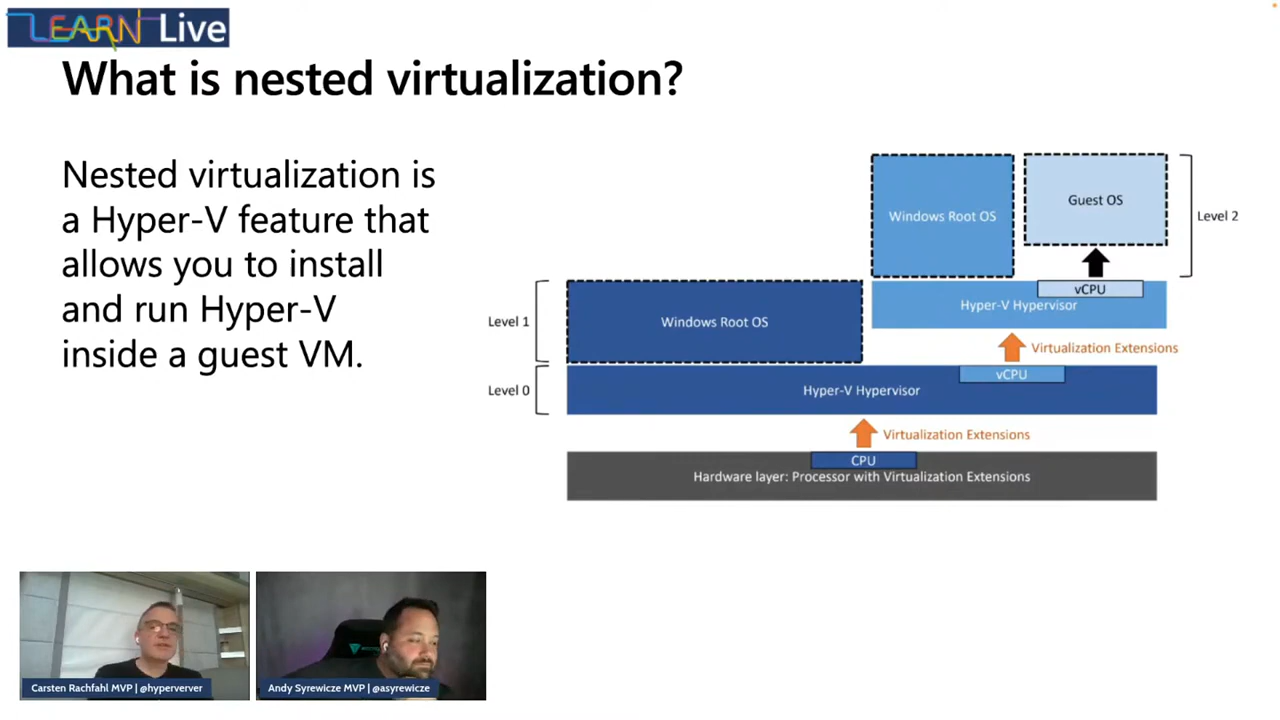 LEARN Live
What is nested virtualization?
Nested virtualization is
a Hyper-V feature that
allows you to install
and run Hyper-V
inside a guest VM.
Windows Root OS
Guest OS
Level 2
vCPU
Hyper-V Hypervisor
Level 1
Windows Root OS
Virtualization Extensions
vCPU
Level 0
Hyper-V Hypervisor
Virtualization Extensions
CPU
Hardware layer: Processor with Virtualization Extensions
Carsten Rachfahl MVP | @hyperverver
Andy Syrewicze MVP | @asyrewicze